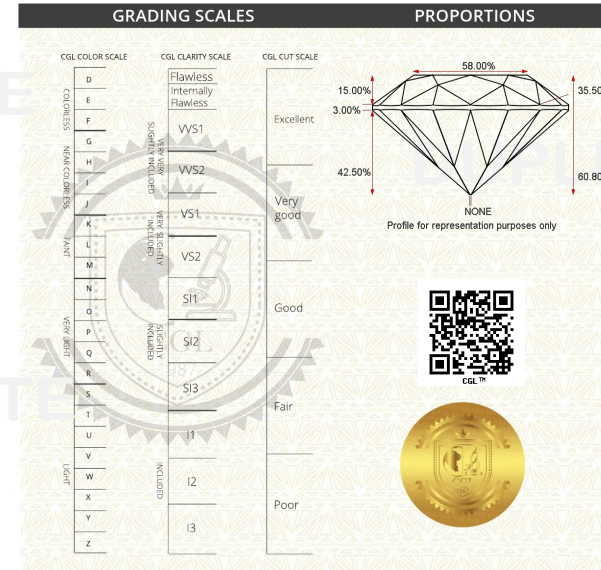 GRADING SCALES
PROPORTIONS
CGL COLOR SCALE
CGL CLARITY SCALE
CGL CUT SCALE
COLORLESS
D
E
F
NEAR COLORLESS
G
H
I
J
FAINT
K
L
M
VERY LIGHT
N
O
P
Q
R
LIGHT
S
T
U
V
W
X
Y
Z
Flawless
Internally
Flawless
VERY VERY
SLIGHTLY INCLUDED
VVS1
VVS2
VERY SLIGHTLY
INCLUDED
VS1
VS2
SLIGHTLY
INCLUDED
SI1
SI2
SI3
INCLUDED
I1
I2
I3
Excellent
Very
good
Good
Fair
Poor
58.00%
15.00%
35.50
3.00%
42.50%
60.80
NONE
Profile for representation purposes only
CGL™
CGL
CGL